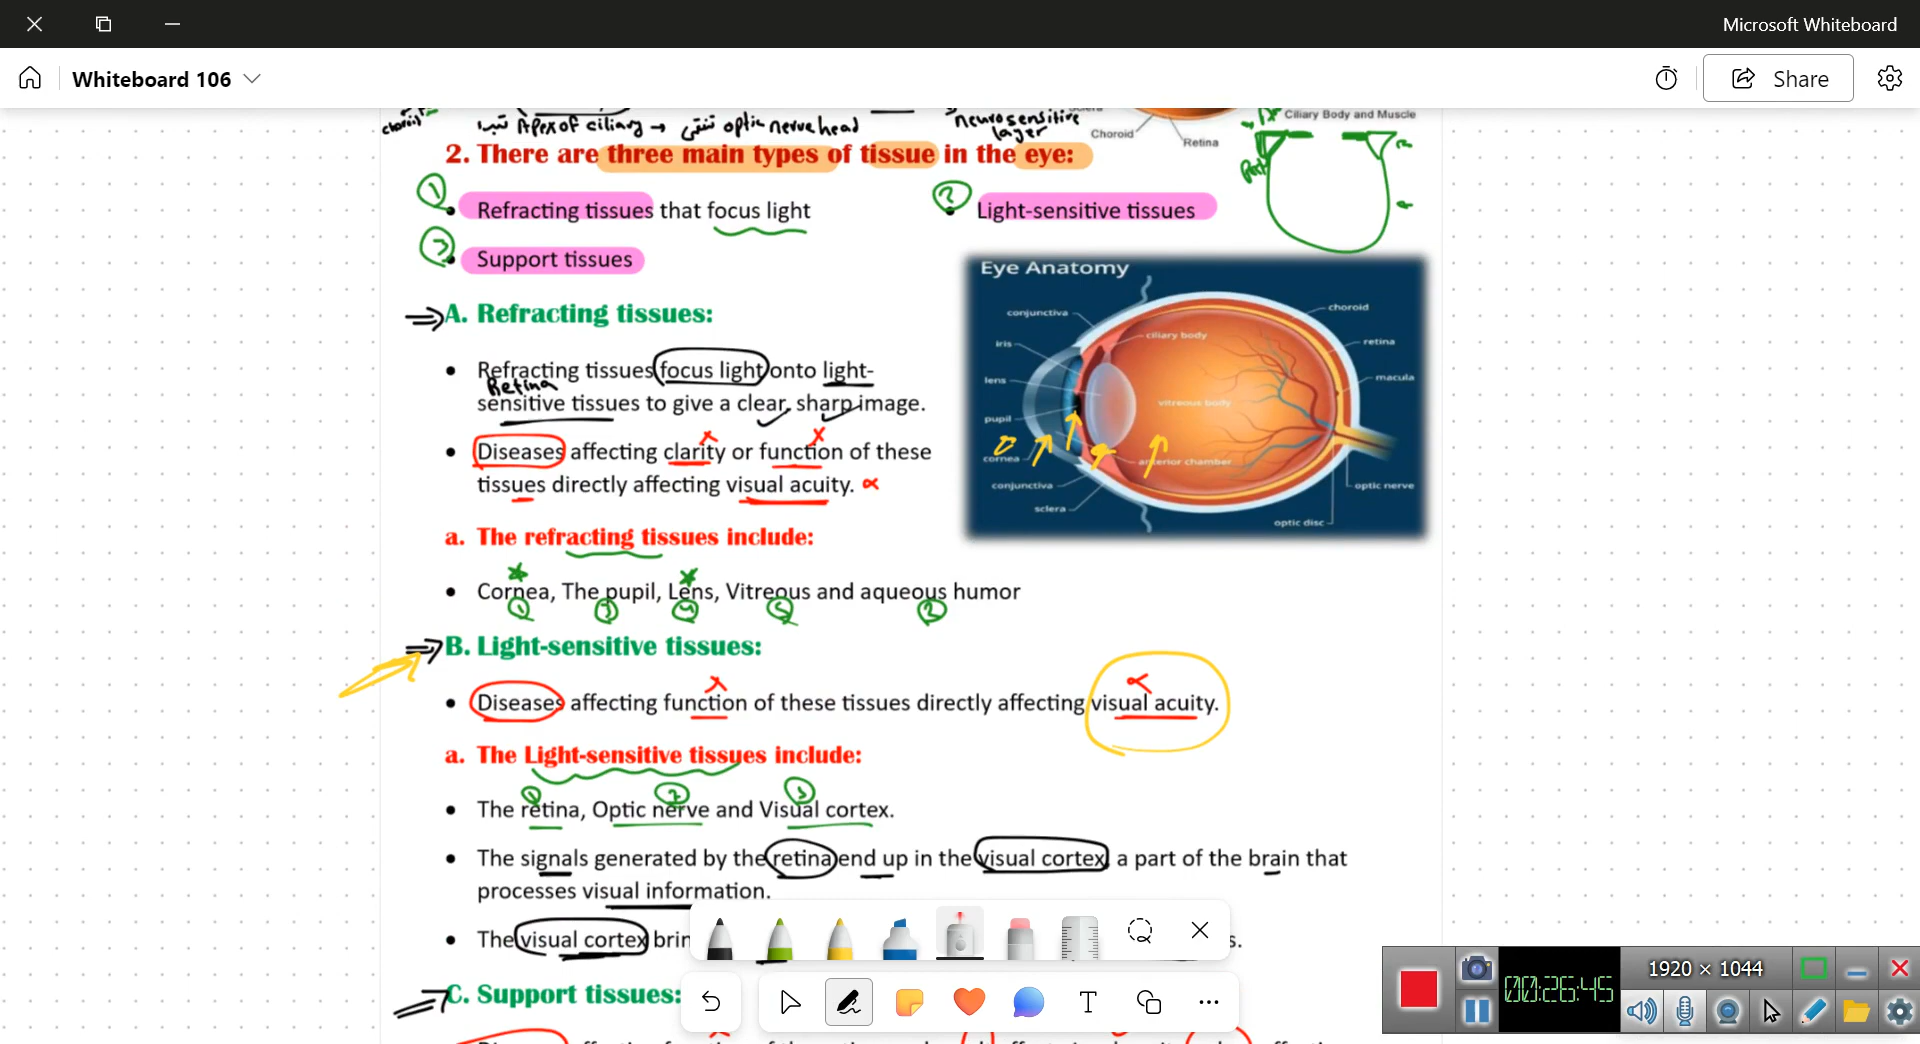 Microsoft Whiteboard
Whiteboard 106
Share
choroid
Apex of ciliary → optic nerve head
neurosensitive
layer
Choroid
Retina
Ciliary Body and Muscle
2. There are three main types of tissue in the eye:
• Refracting tissues that focus light
• Light-sensitive tissues
• Support tissues
A. Refracting tissues:
• Refracting tissues focus light onto light-
Retina
sensitive tissues to give a clear, sharp image.
• Diseases affecting clarity or function of these
tissues directly affecting visual acuity.
Eye Anatomy
conjunctiva
iris
lens
pupil
cornea
conjunctiva
sclera
ciliary body
vitreous body
anterior chamber
choroid
retina
macula
optic nerve
optic disc
a. The refracting tissues include:
• Cornea, The pupil, Lens, Vitreous and aqueous humor
B. Light-sensitive tissues:
• Diseases affecting function of these tissues directly affecting visual acuity.
a. The Light-sensitive tissues include:
• The retina, Optic nerve and Visual cortex.
• The signals generated by the retina end up in the visual cortex, a part of the brain that
processes visual information.
• The visual cortex
C. Support tissues:
00:26:45
1920 × 1044